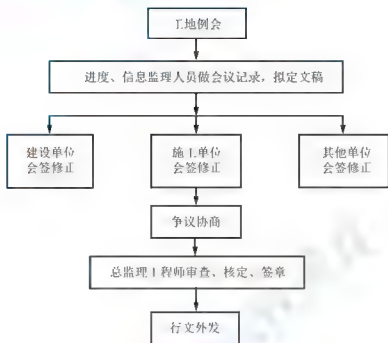 工地例会
进度、信息监理人员做会议记录，拟定文稿
建设单位
会签修正
施工单位
会签修正
其他单位
会签修正
争议协商
总监理工程师审查、核定、签章
行文外发